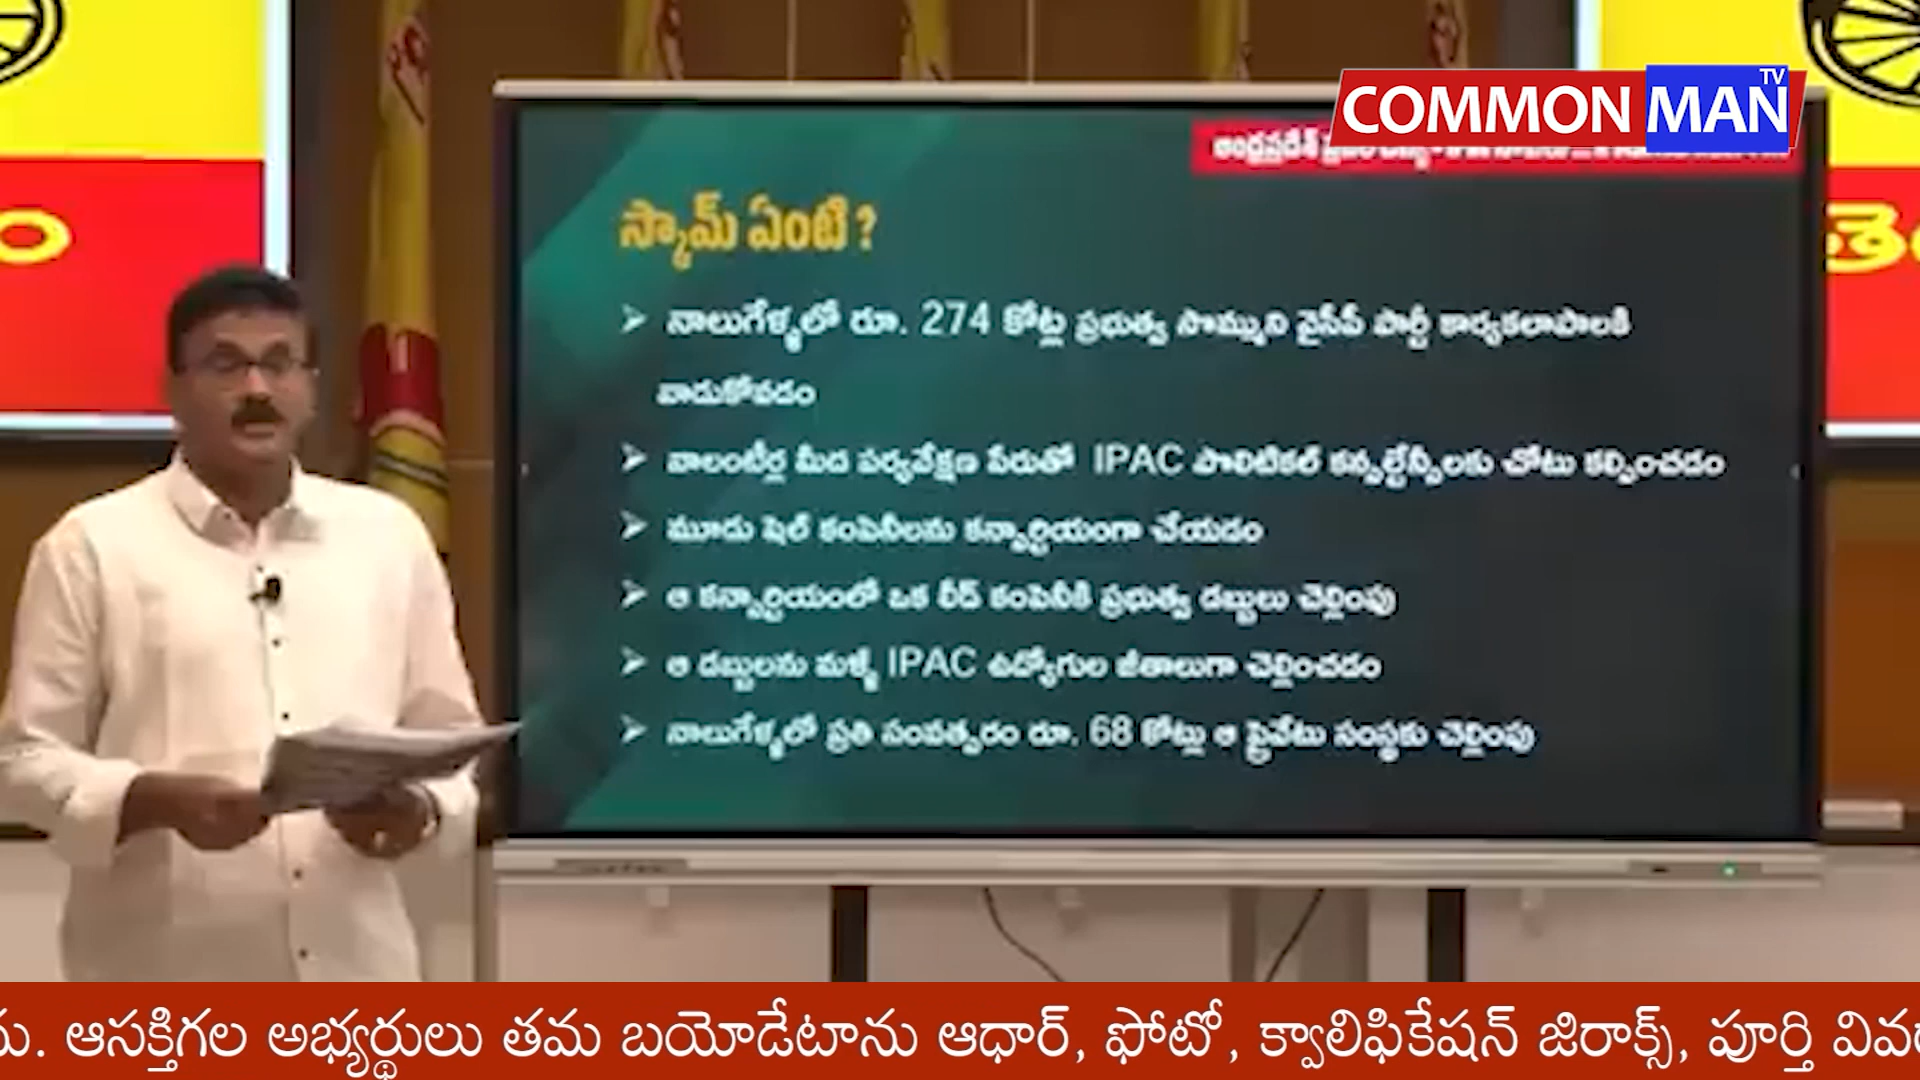 COMMON MAN TV
ఆంధ్రప్రదేశ్
స్కామ్ ఏంటి ?
➤ నాలుగేళ్ళలో రూ. 274 కోట్ల ప్రభుత్వ సొమ్ముని వైసీపీ పార్టీ కార్యకలాపాలకి
వాడుకోవడం
➤ వాలంటీర్ల మీద పర్యవేక్షణ పేరుతో IPAC పొలిటికల్ కన్సల్టేన్సీలకు చోటు కల్పించడం
➤ మూడు షెల్ కంపెనీలను కన్సార్టియంగా చేయడం
➤ ఆ కన్సార్టియంలో ఒక లీడ్ కంపెనీకి ప్రభుత్వ డబ్బులు చెల్లింపు
➤ ఆ డబ్బులను మళ్ళీ IPAC ఉద్యోగుల జీతాలుగా చెల్లించడం
➤ నాలుగేళ్ళలో ప్రతి సంవత్సరం రూ. 68 కోట్లు ఆ ప్రైవేటు సంస్థకు చెల్లింపు
ఆసక్తిగల అభ్యర్థులు తమ బయోడేటాను ఆధార్, ఫోటో, క్వాలిఫికేషన్ జిరాక్స్, పూర్తి